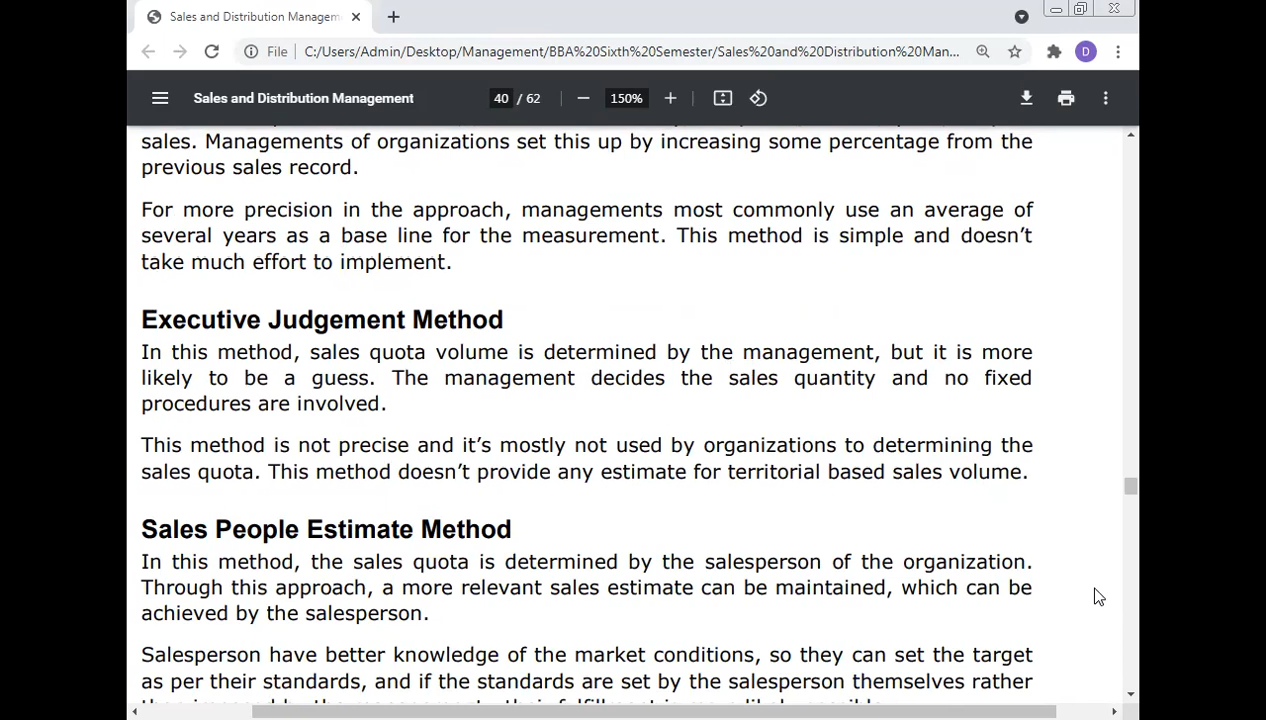 Sales and Distribution Managem
File C:/Users/Admin/Desktop/Management/BBA%20Sixth%20Semester/Sales%20and%20Distribution%20Man... D
Sales and Distribution Management 40 / 62 150%
sales. Managements of organizations set this up by increasing some percentage from the
previous sales record.
For more precision in the approach, managements most commonly use an average of
several years as a base line for the measurement. This method is simple and doesn't
take much effort to implement.
Executive Judgement Method
In this method, sales quota volume is determined by the management, but it is more
likely to be a guess. The management decides the sales quantity and no fixed
procedures are involved.
This method is not precise and it's mostly not used by organizations to determining the
sales quota. This method doesn't provide any estimate for territorial based sales volume.
Sales People Estimate Method
In this method, the sales quota is determined by the salesperson of the organization.
Through this approach, a more relevant sales estimate can be maintained, which can be
achieved by the salesperson.
Salesperson have better knowledge of the market conditions, so they can set the target
as per their standards, and if the standards are set by the salesperson themselves rather